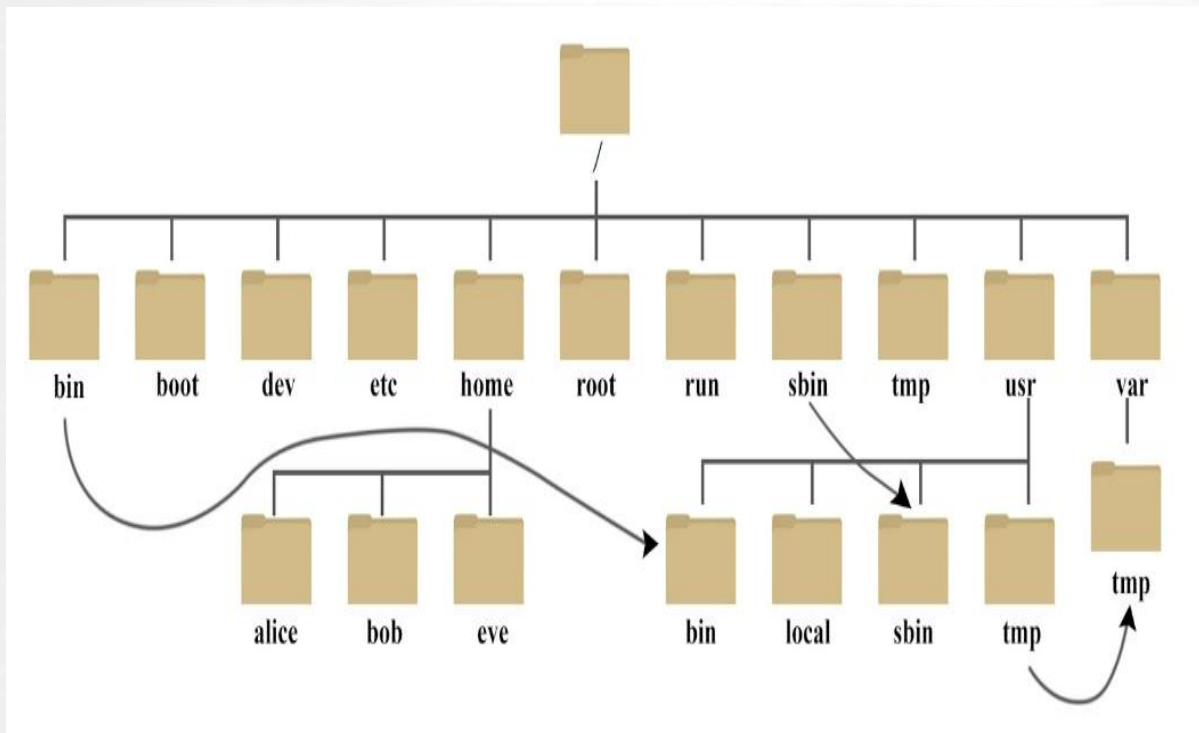 /
bin boot dev etc home root run sbin tmp usr var
tmp
alice bob eve bin local sbin tmp